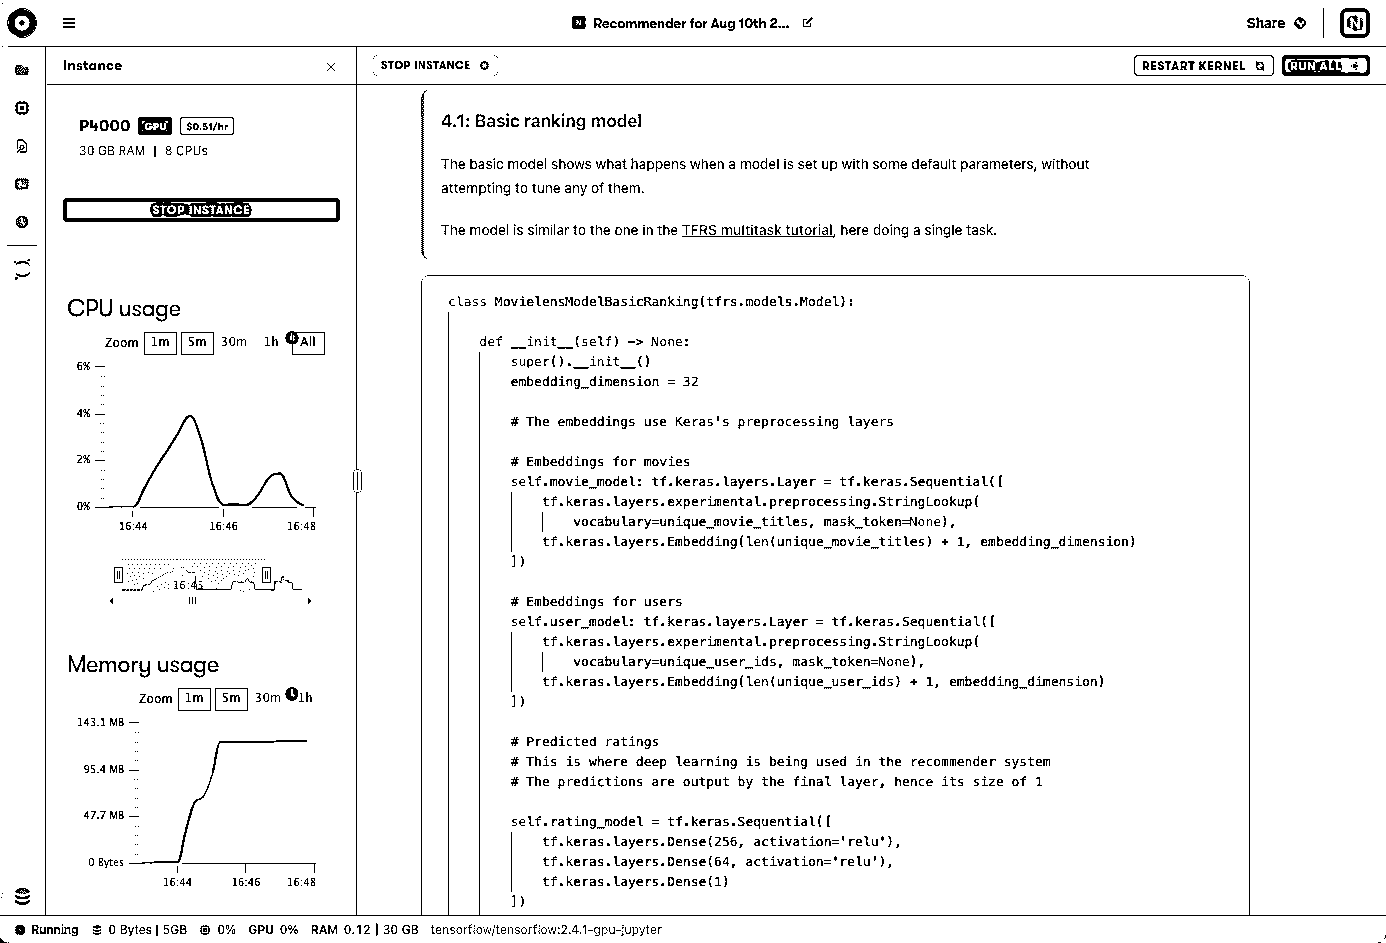 Recommender for Aug 10th 2...
Share
Instance
STOP INSTANCE
RESTART KERNEL
RUN ALL
P4000 GPU $0.51/hr
30 GB RAM | 8 CPUs
STOP INSTANCE
CPU usage
Zoom 1m 5m 30m 1h All
6%
4%
2%
0%
16:44 16:46 16:48
16:45
Memory usage
Zoom 1m 5m 30m 1h
143.1 MB
95.4 MB
47.7 MB
0 Bytes
16:44 16:46 16:48
4.1: Basic ranking model
The basic model shows what happens when a model is set up with some default parameters, without
attempting to tune any of them.
The model is similar to the one in the TFRS multitask tutorial, here doing a single task.
class MovielensModelBasicRanking(tfrs.models.Model):
def __init__(self) -> None:
super().__init__()
embedding_dimension = 32
# The embeddings use Keras's preprocessing layers
# Embeddings for movies
self.movie_model: tf.keras.layers.Layer = tf.keras.Sequential([
tf.keras.layers.experimental.preprocessing.StringLookup(
vocabulary=unique_movie_titles, mask_token=None),
tf.keras.layers.Embedding(len(unique_movie_titles) + 1, embedding_dimension)
])
# Embeddings for users
self.user_model: tf.keras.layers.Layer = tf.keras.Sequential([
tf.keras.layers.experimental.preprocessing.StringLookup(
vocabulary=unique_user_ids, mask_token=None),
tf.keras.layers.Embedding(len(unique_user_ids) + 1, embedding_dimension)
])
# Predicted ratings
# This is where deep learning is being used in the recommender system
# The predictions are output by the final layer, hence its size of 1
self.rating_model = tf.keras.Sequential([
tf.keras.layers.Dense(256, activation='relu'),
tf.keras.layers.Dense(64, activation='relu'),
tf.keras.layers.Dense(1)
])
Running 0 Bytes | 5GB 0% GPU 0% RAM 0.12 | 30 GB tensorflow/tensorflow:2.4.1-gpu-jupyter